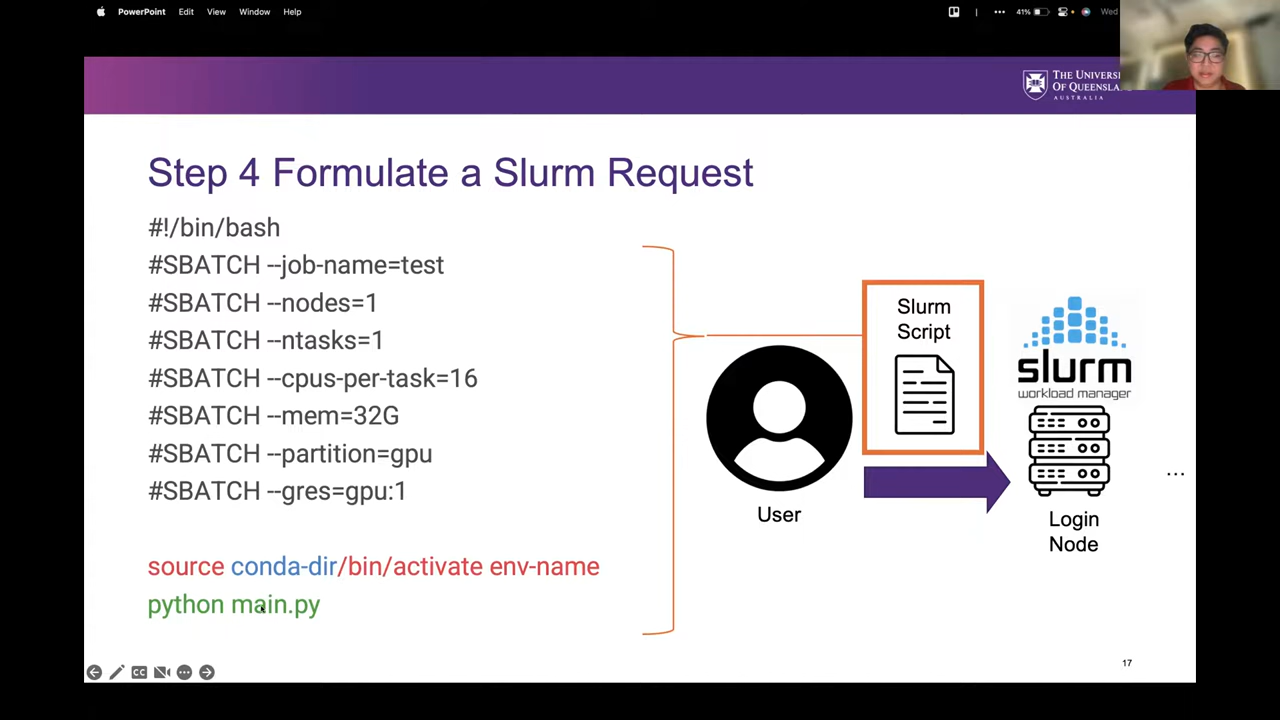 PowerPoint Edit View Window Help
41% Wed
THE UNIVERS
OF QUEENSLA
AUSTRALIA
Step 4 Formulate a Slurm Request
#!/bin/bash
#SBATCH --job-name=test
#SBATCH --nodes=1
#SBATCH --ntasks=1
#SBATCH --cpus-per-task=16
#SBATCH --mem=32G
#SBATCH --partition=gpu
#SBATCH --gres=gpu:1
source conda-dir/bin/activate env-name
python main.py
Slurm
Script
User
slurm
workload manager
Login
Node
...
17
CC